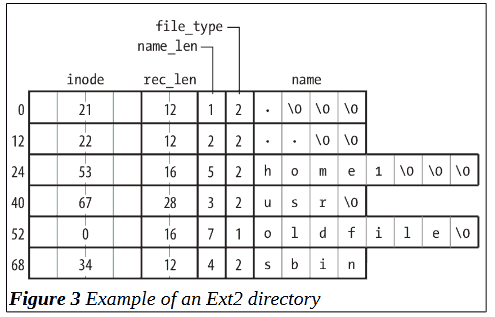 file_type
name_len
inode rec_len name
0 21 12 1 2 . \0 \0 \0
12 22 12 2 2 . . \0 \0
24 53 16 5 2 h o m e 1 \0 \0 \0
40 67 28 3 2 u s r \0
52 0 16 7 1 o l d f i l e \0
68 34 12 4 2 s b i n
Figure 3 Example of an Ext2 directory